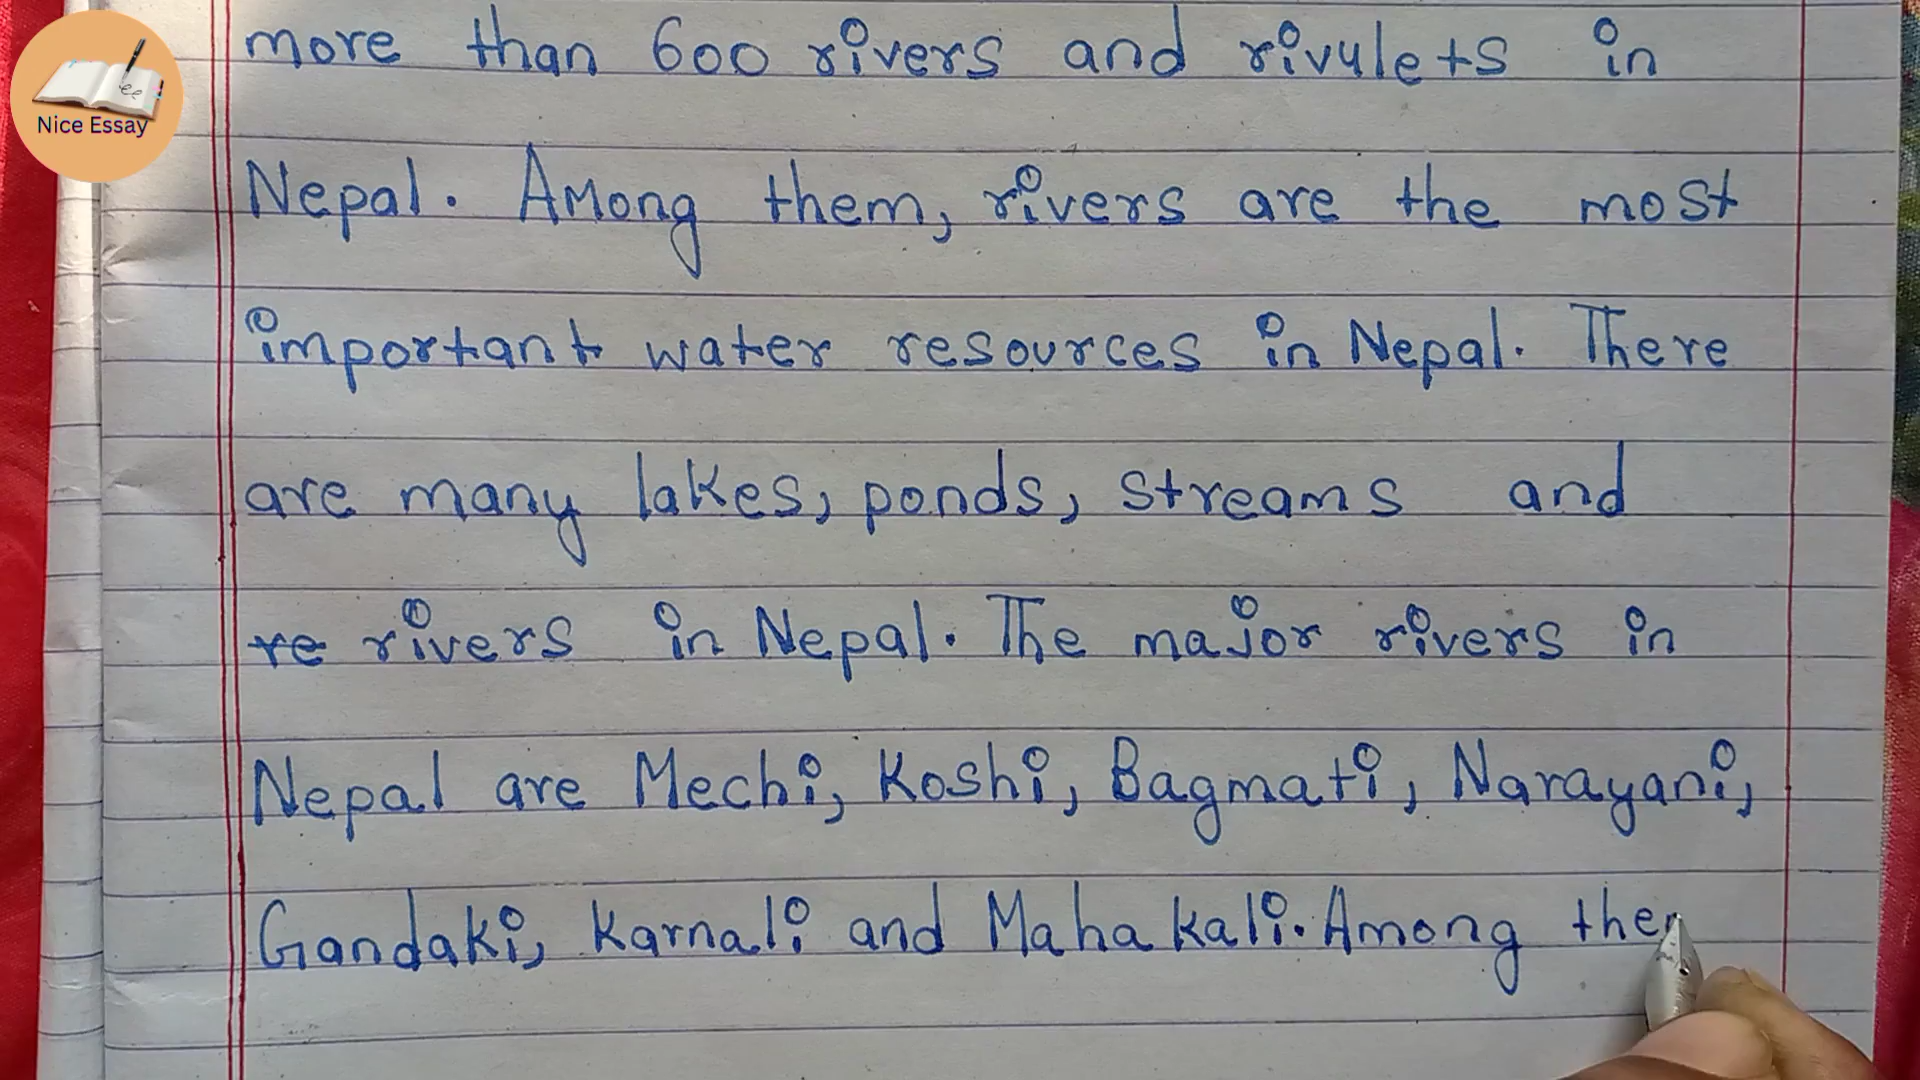 Nice Essay
more than 600 rivers and rivulets in
Nepal. Among them, rivers are the most
important water resources in Nepal. There
are many lakes, ponds, streams and
re rivers in Nepal. The major rivers in
Nepal are Mechi, Koshi, Bagmati, Narayani,
Gandaki, Karnali and Mahakali. Among